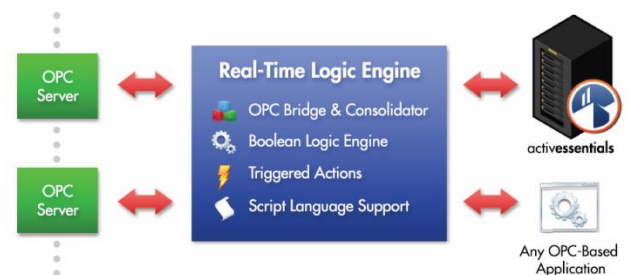 OPC
Server
OPC
Server
Real-Time Logic Engine
OPC Bridge & Consolidator
Boolean Logic Engine
Triggered Actions
Script Language Support
activessentials
Any OPC-Based
Application